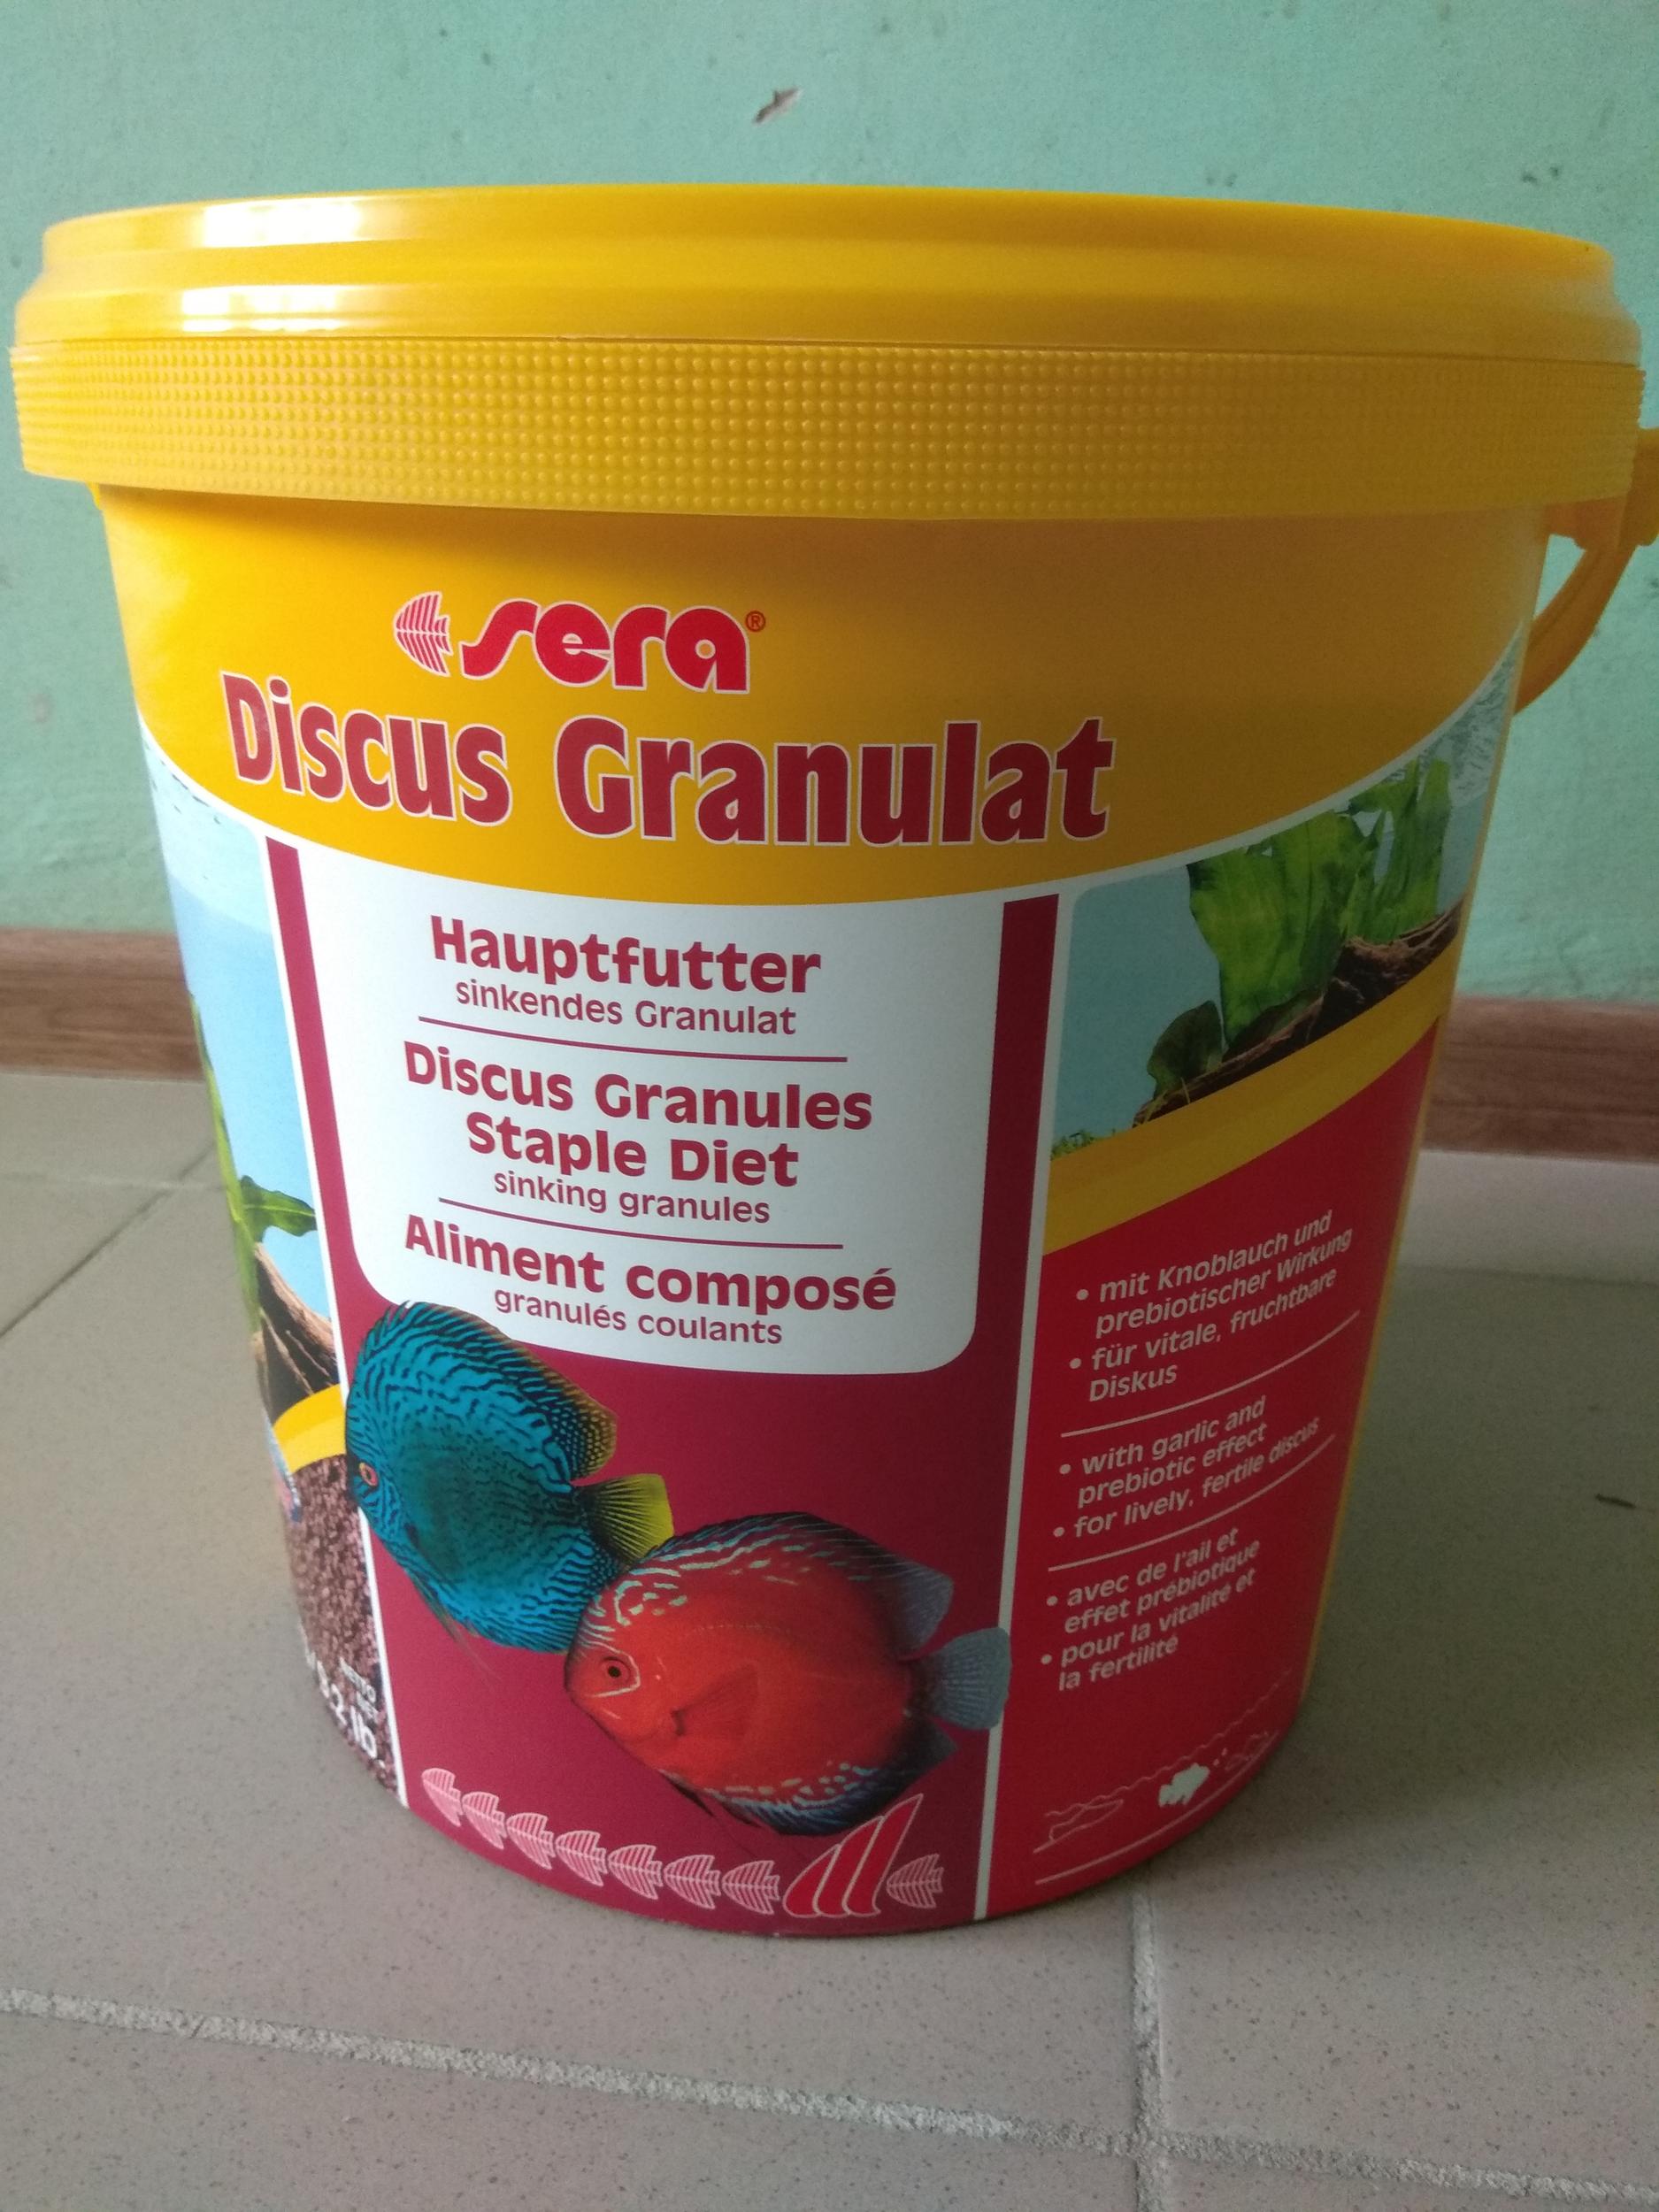 sera®
Discus Granulat
Hauptfutter
sinkendes Granulat
Discus Granules
Staple Diet
sinking granules
Aliment composé
granulés coulants
• mit Knoblauch und
prebiotischer Wirkung
• für vitale, fruchtbare
Diskus
• with garlic and
prebiotic effect
• for lively, fertile discus
• avec de l'ail et
effet prébiotique
• pour la vitalité et
la fertilité
lb